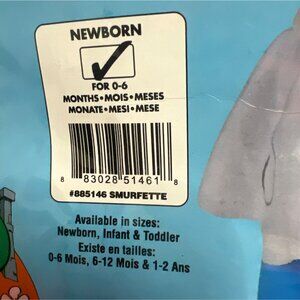 NEWBORN
FOR 0-6
MONTHS•MOIS•MESES
MONATE•MESI•MESE
8 83028 51461 8
#885146 SMURFETTE
Available in sizes:
Newborn, Infant & Toddler
Existe en tailles:
0-6 Mois, 6-12 Mois & 1-2 Ans